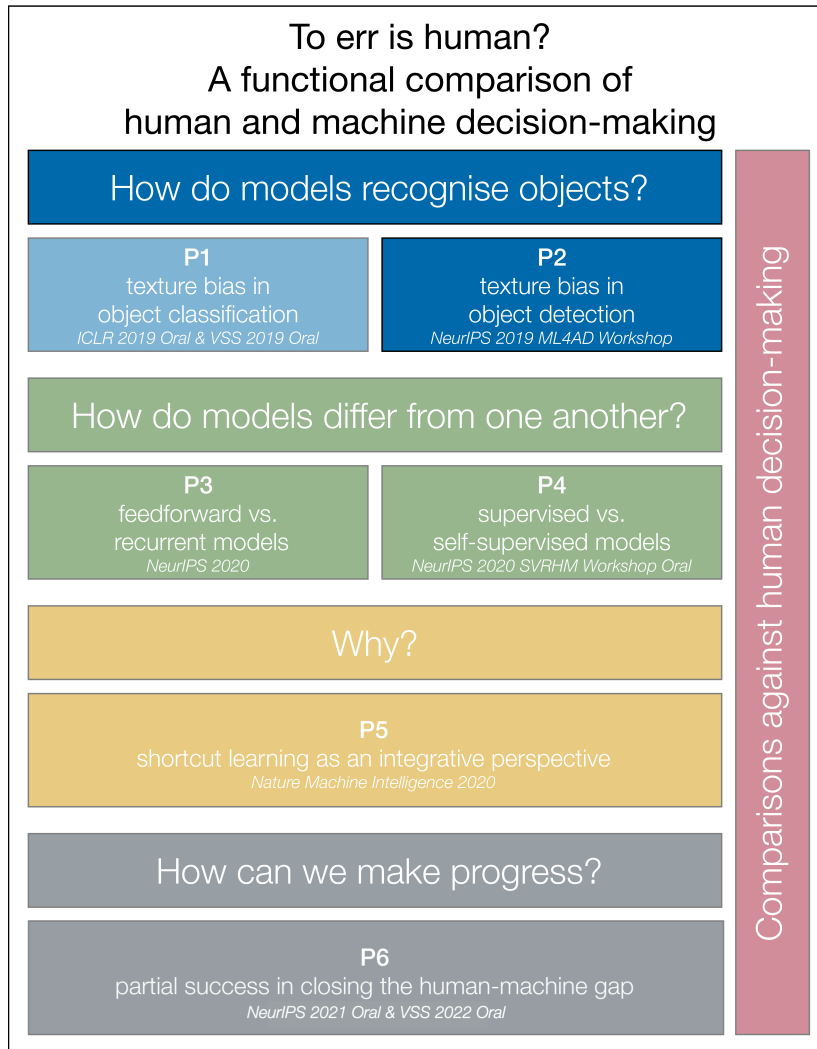 To err is human?
A functional comparison of
human and machine decision-making
How do models recognise objects?
P1
texture bias in
object classification
ICLR 2019 Oral & VSS 2019 Oral
P2
texture bias in
object detection
NeurIPS 2019 ML4AD Workshop
How do models differ from one another?
P3
feedforward vs.
recurrent models
NeurIPS 2020
P4
supervised vs.
self-supervised models
NeurIPS 2020 SVRHM Workshop Oral
Why?
P5
shortcut learning as an integrative perspective
Nature Machine Intelligence 2020
How can we make progress?
P6
partial success in closing the human-machine gap
NeurIPS 2021 Oral & VSS 2022 Oral
Comparisons against human decision-making